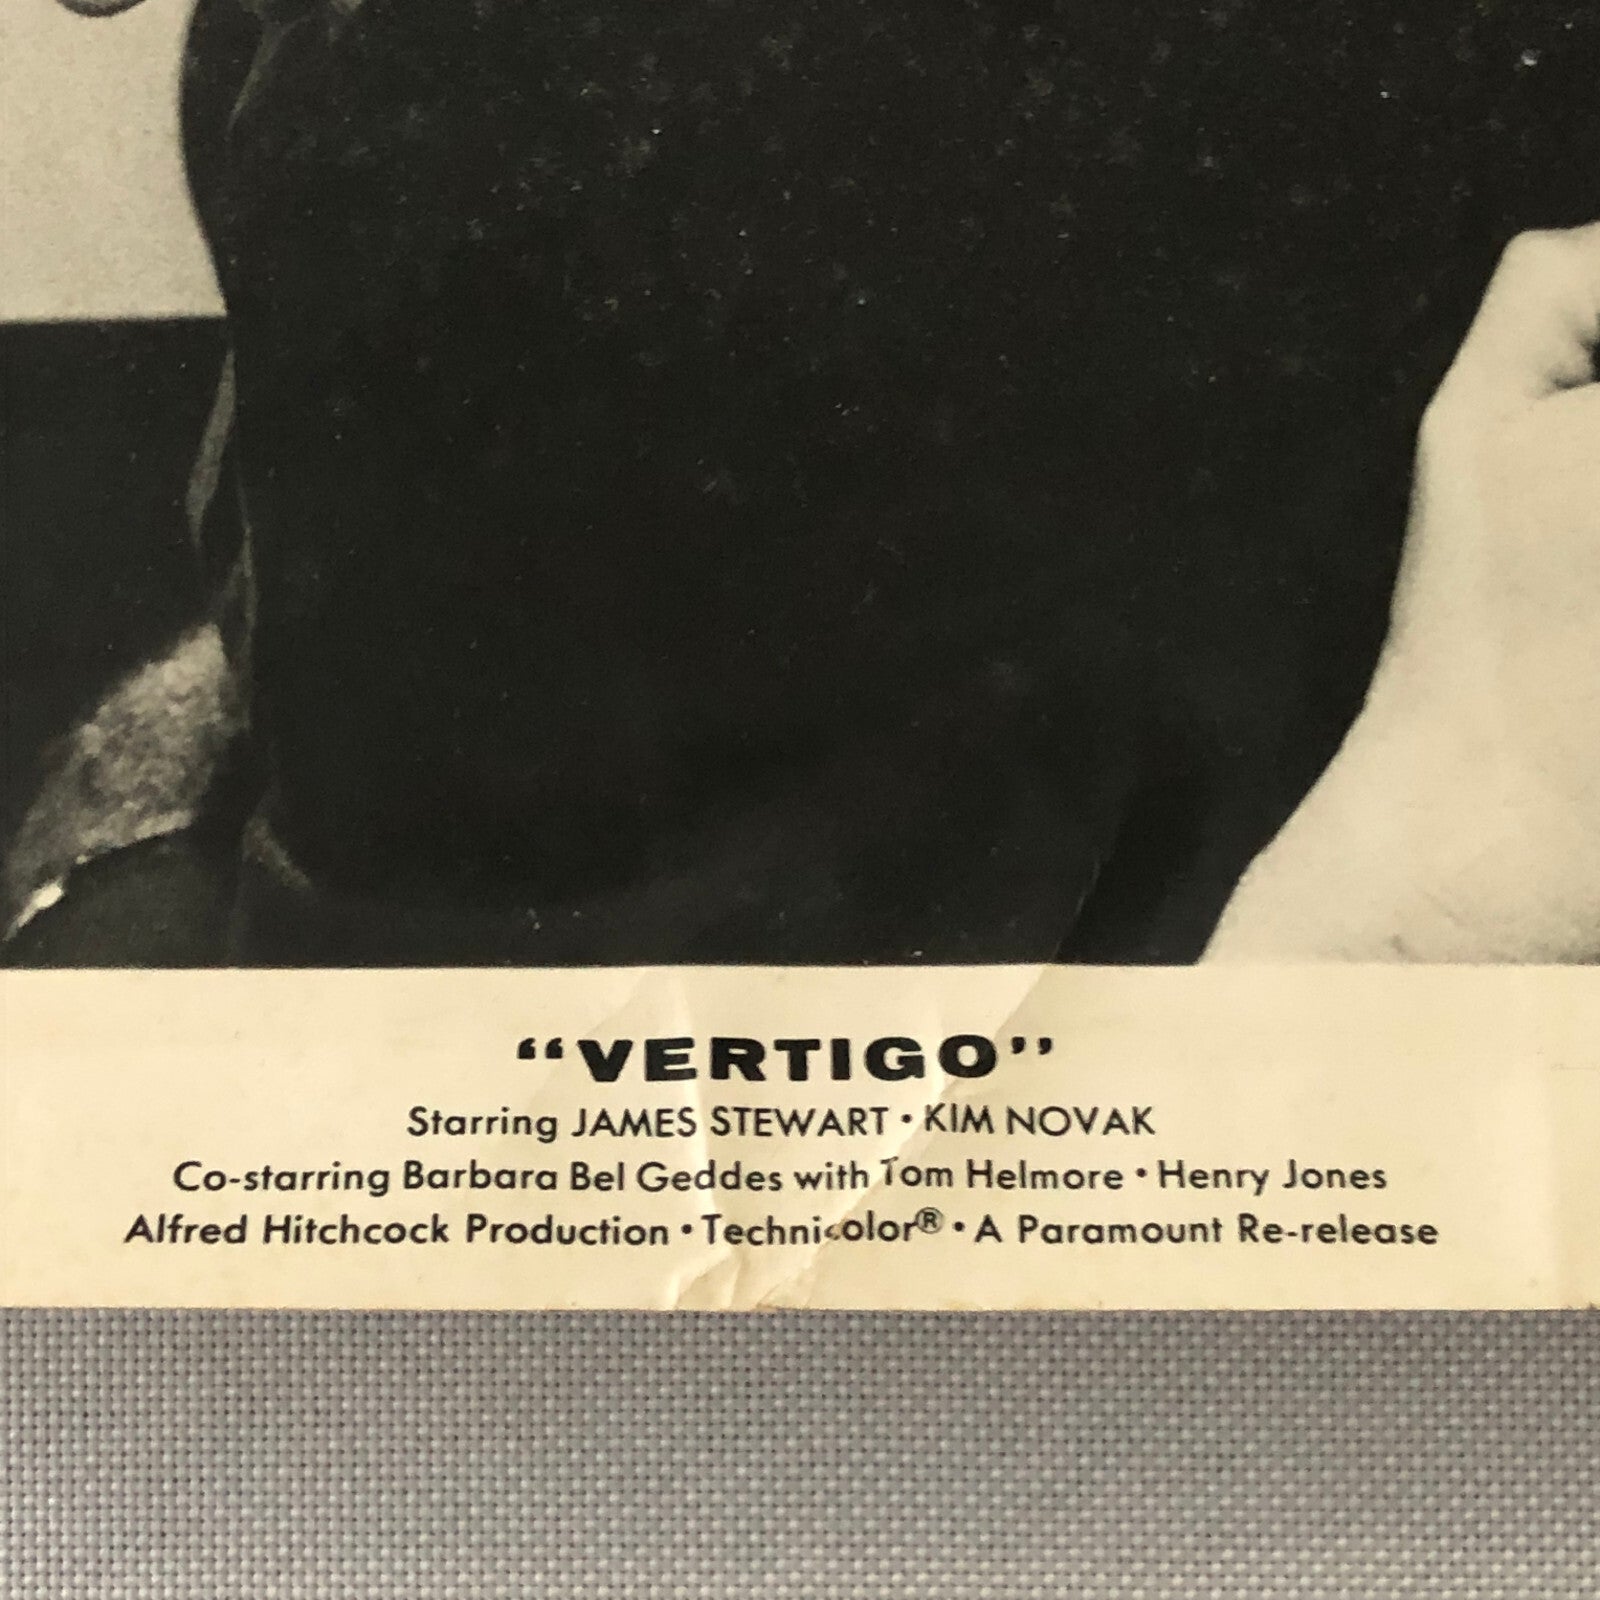 “VERTIGO”
Starring JAMES STEWART • KIM NOVAK
Co-starring Barbara Bel Geddes with Tom Helmore • Henry Jones
Alfred Hitchcock Production • Technicolor® • A Paramount Re-release